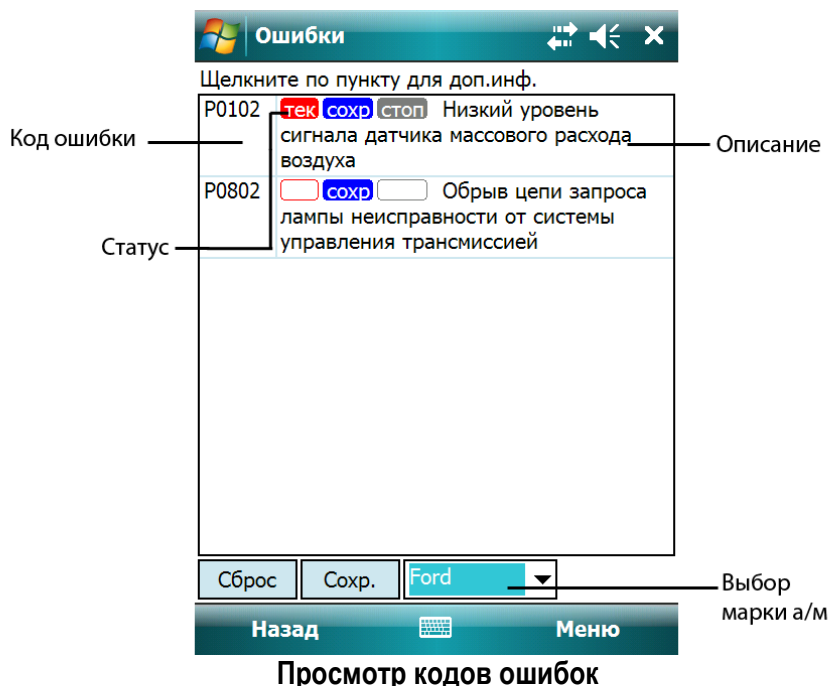 Ошибки
Щелкните по пункту для доп.инф.
P0102 тек сохр стоп Низкий уровень
сигнала датчика массового расхода
воздуха
P0802 сохр Обрыв цепи запроса
лампы неисправности от системы
управления трансмиссией
Код ошибки
Статус
Описание
Сброс Сохр. Ford
Выбор
марки а/м
Назад Меню
Просмотр кодов ошибок